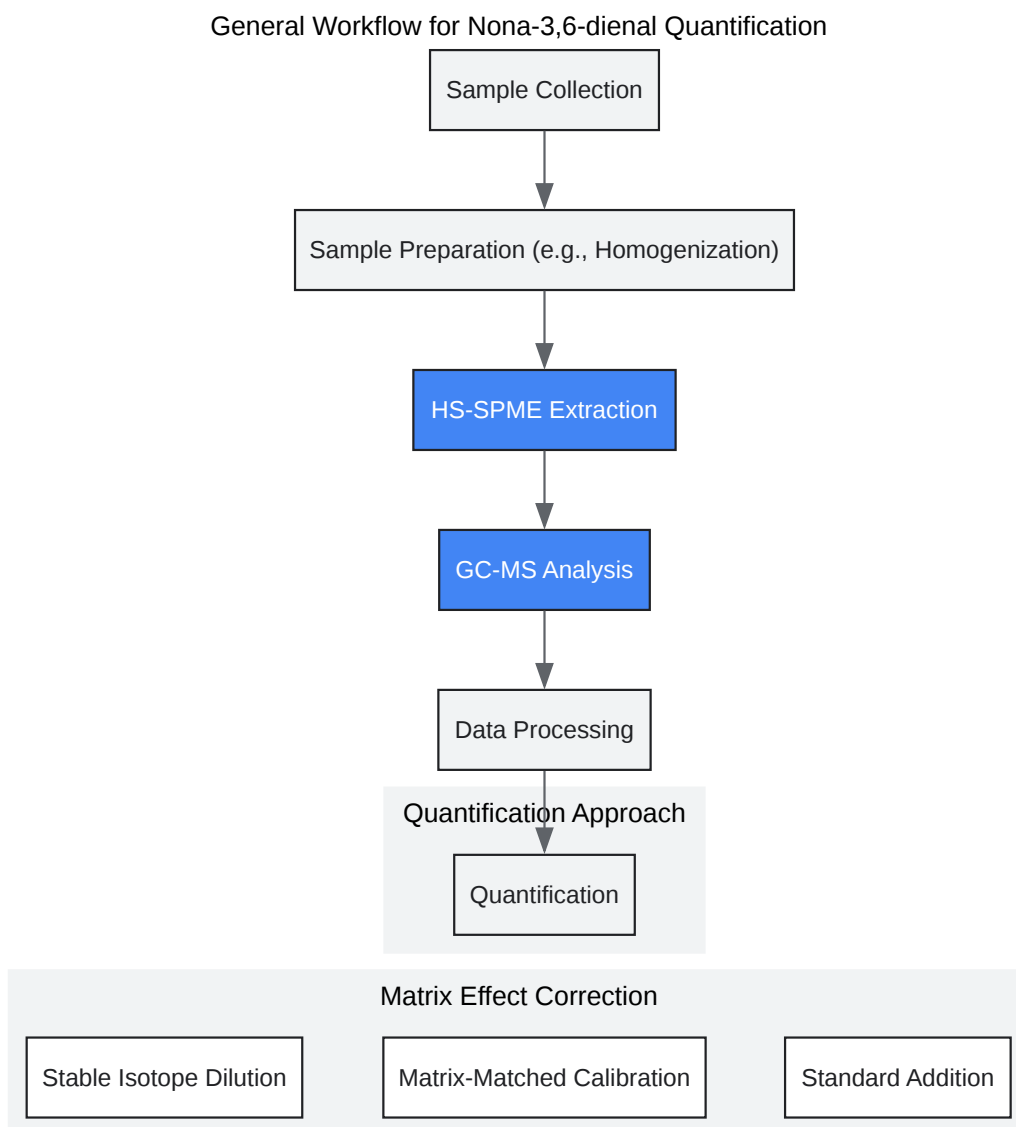 General Workflow for Nona-3,6-dienal Quantification
Sample Collection
Sample Preparation (e.g., Homogenization)
HS-SPME Extraction
GC-MS Analysis
Data Processing
Quantification Approach
Quantification
Matrix Effect Correction
Stable Isotope Dilution
Matrix-Matched Calibration
Standard Addition